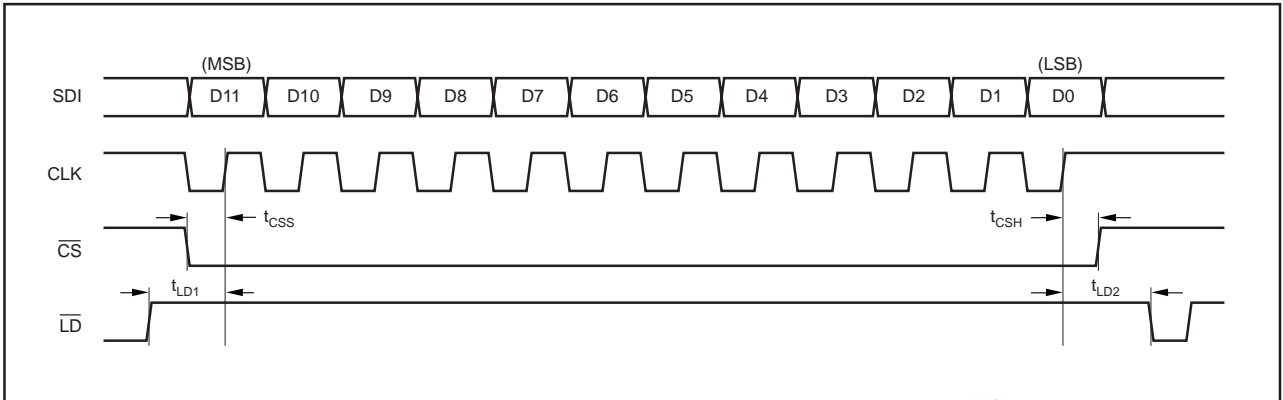 (MSB) (LSB)
SDI D11 D10 D9 D8 D7 D6 D5 D4 D3 D2 D1 D0
CLK
tCSS tCSH
CS
tLD1 tLD2
LD